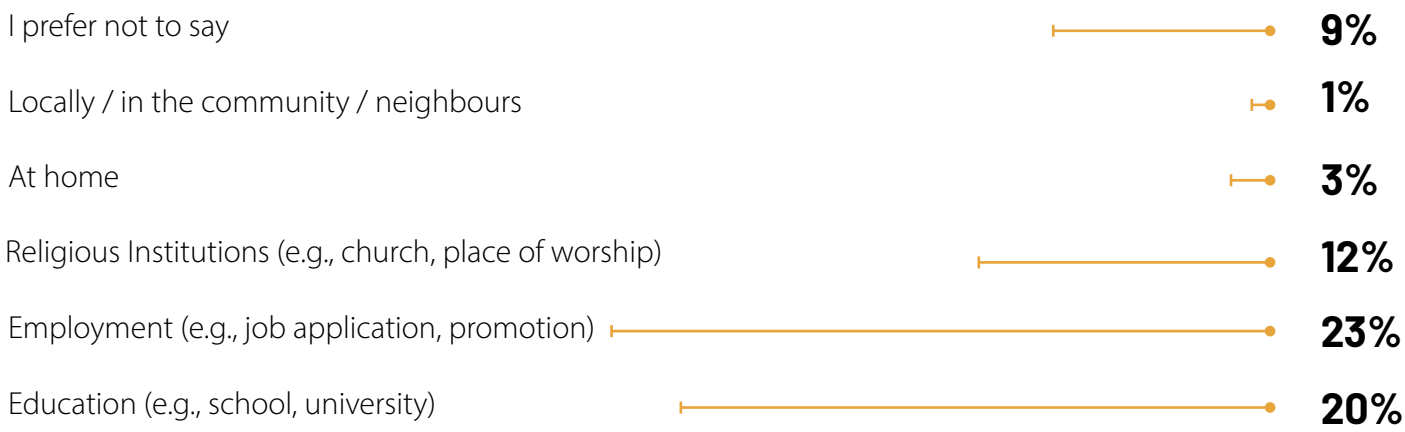 I prefer not to say 9%
Locally / in the community / neighbours 1%
At home 3%
Religious Institutions (e.g., church, place of worship) 12%
Employment (e.g., job application, promotion) 23%
Education (e.g., school, university) 20%